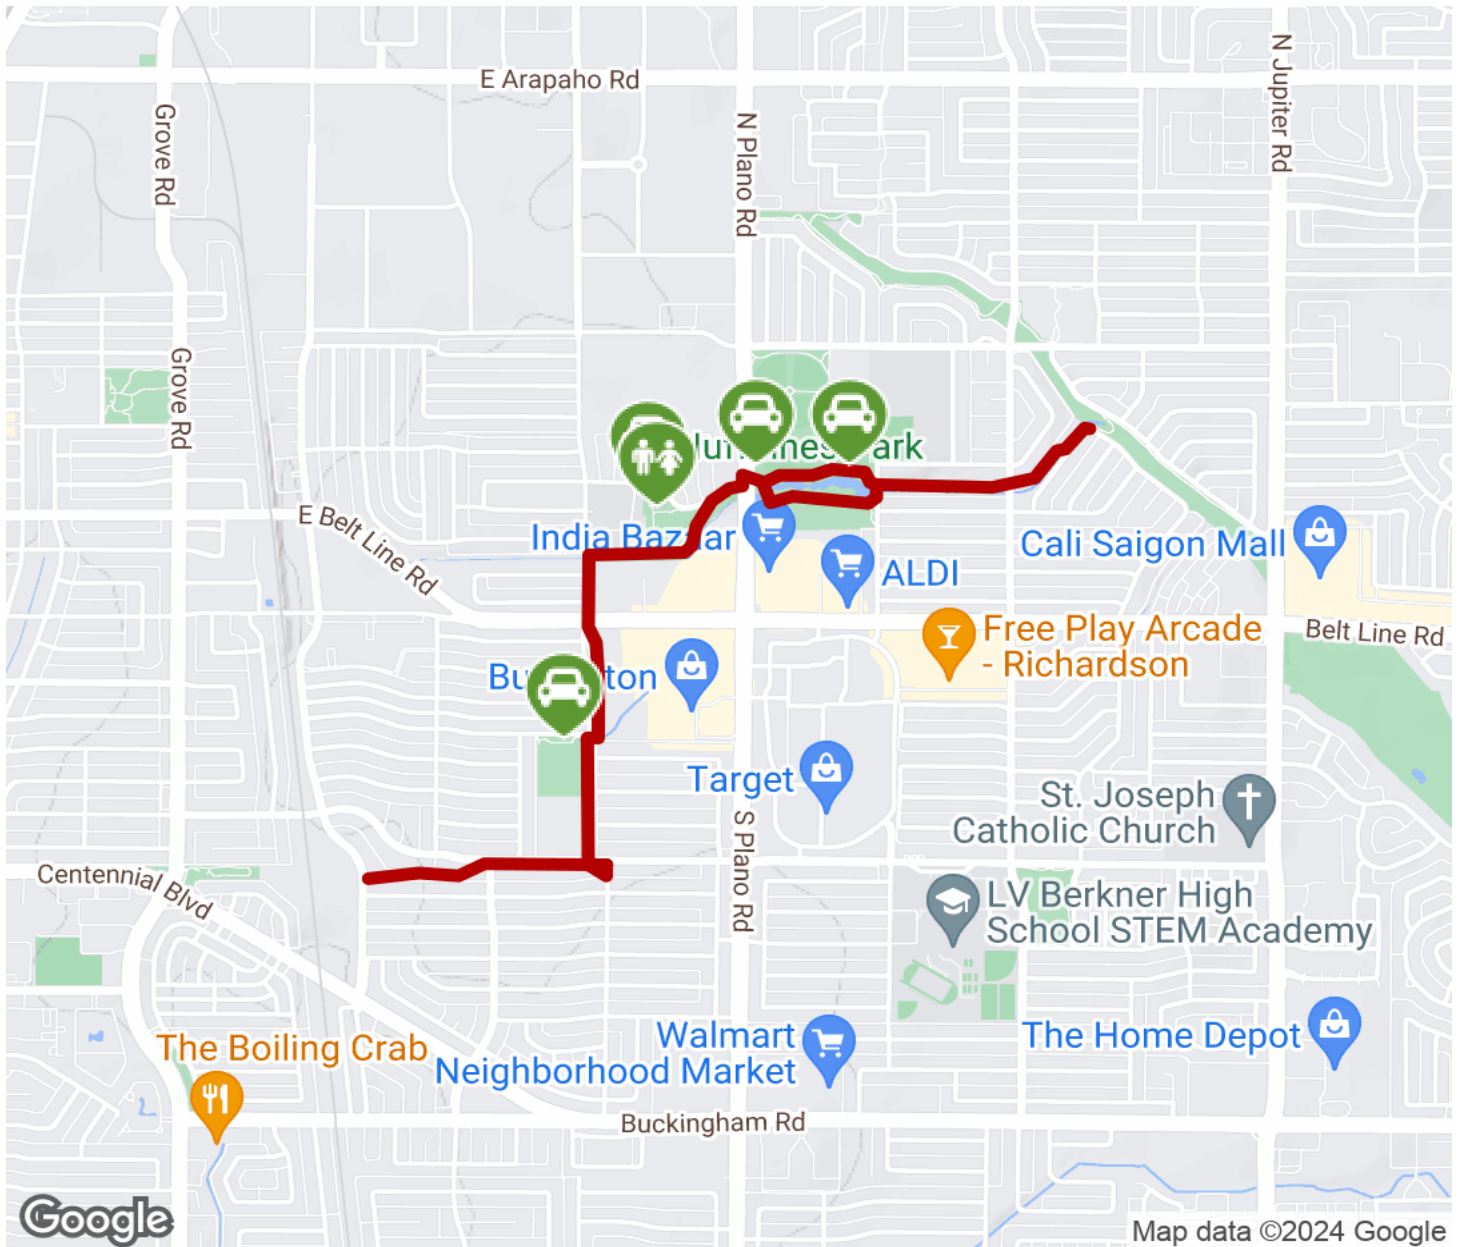 E Arapaho Rd
N Jupiter Rd
Grove Rd
N Plano Rd
Grove Rd
Park
E Belt Line Rd
India Bazaar
Cali Saigon Mall
ALDI
Free Play Arcade
- Richardson
Belt Line Rd
Target
St. Joseph
Catholic Church
S Plano Rd
Centennial Blvd
LV Berkner High
School STEM Academy
The Boiling Crab
Walmart
Neighborhood Market
The Home Depot
Buckingham Rd
Google
Map data ©2024 Google